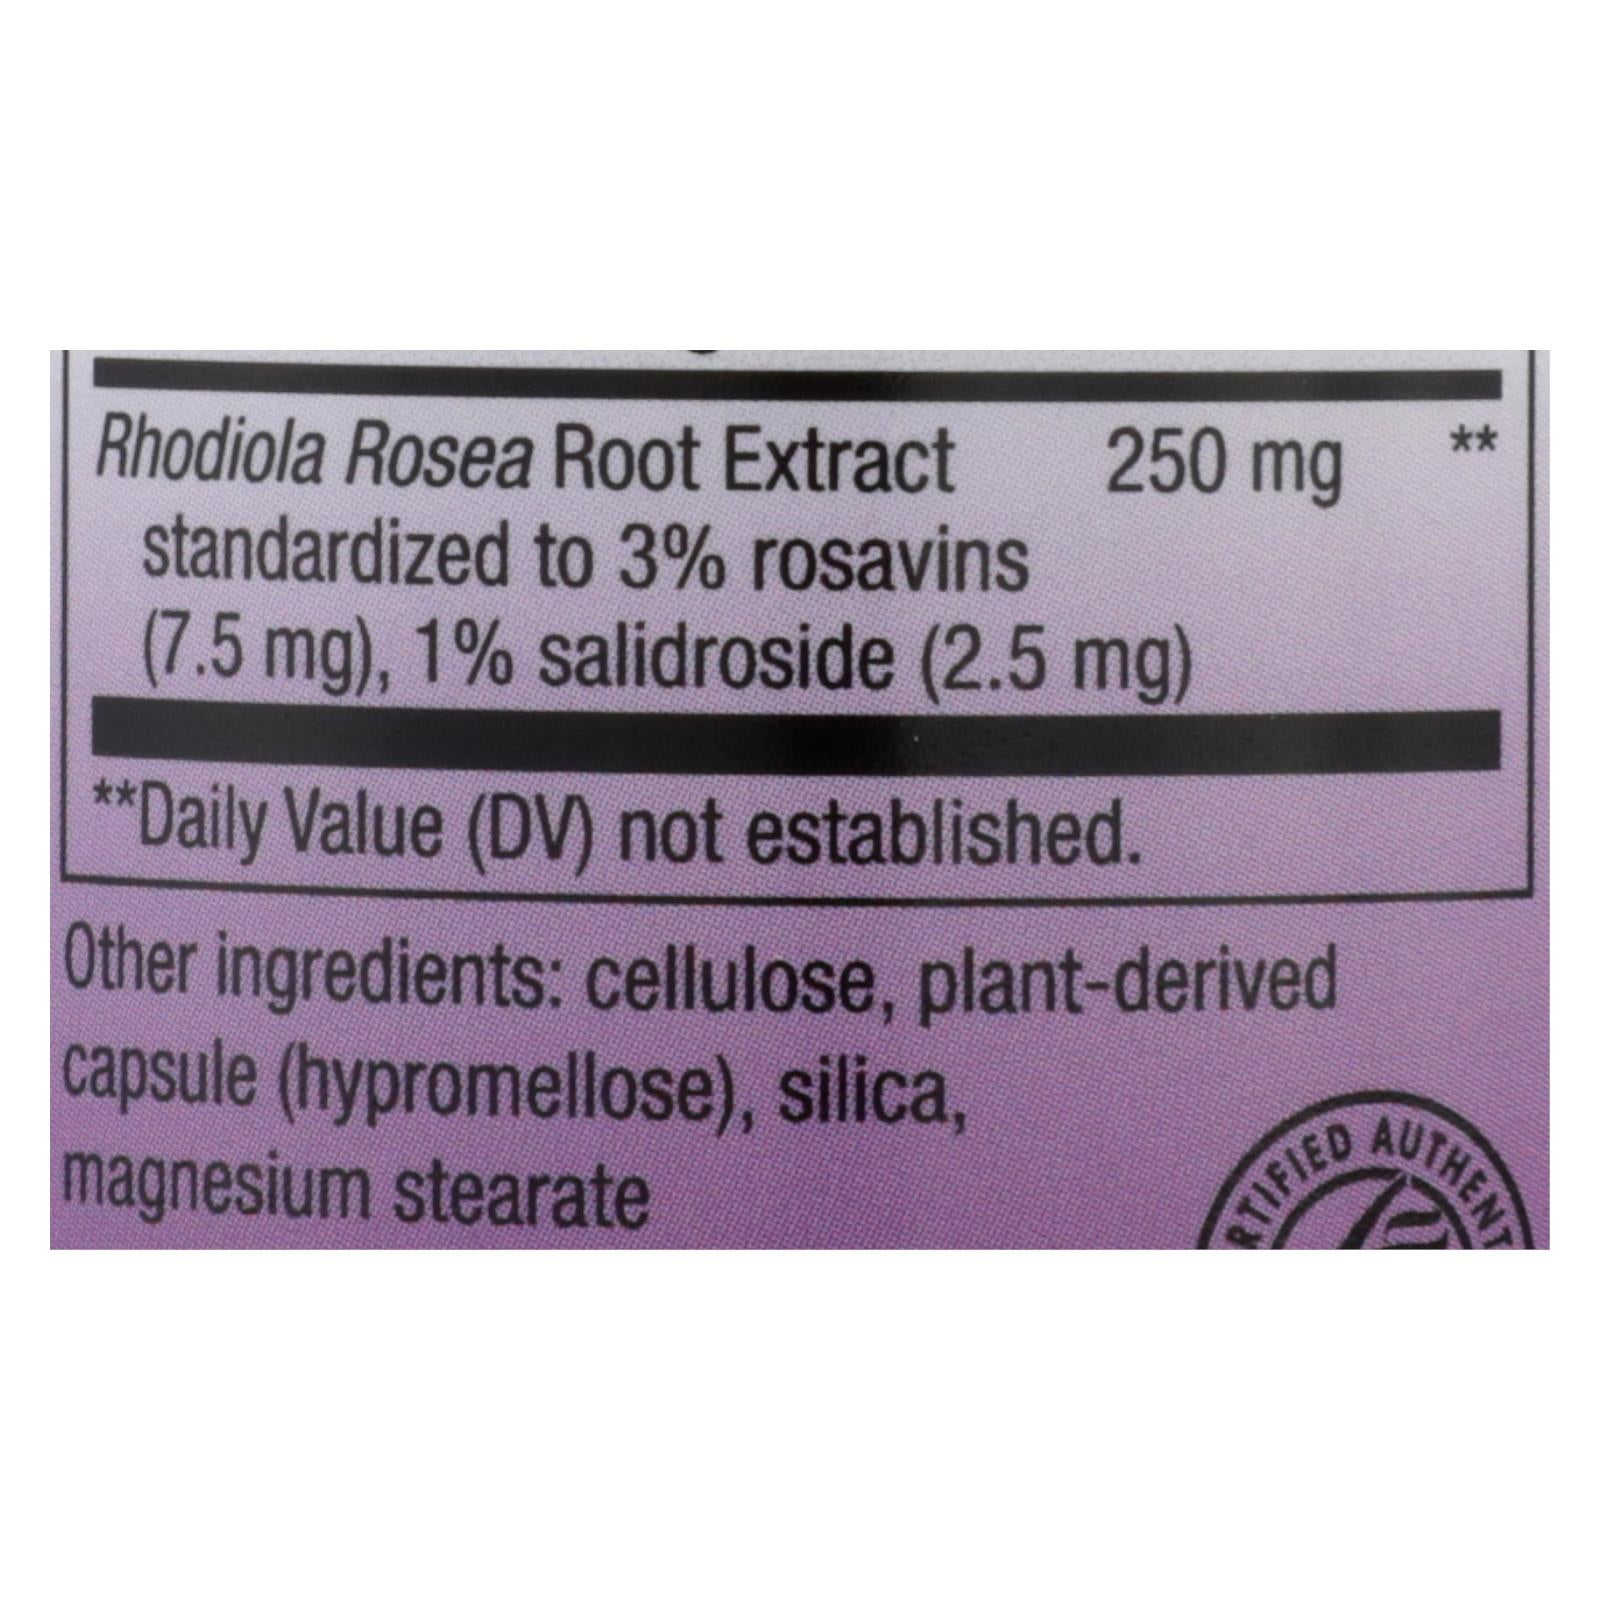 Rhodiola Rosea Root Extract 250 mg **
standardized to 3% rosavins
(7.5 mg), 1% salidroside (2.5 mg)
**Daily Value (DV) not established.
Other ingredients: cellulose, plant-derived
capsule (hypromellose), silica,
magnesium stearate